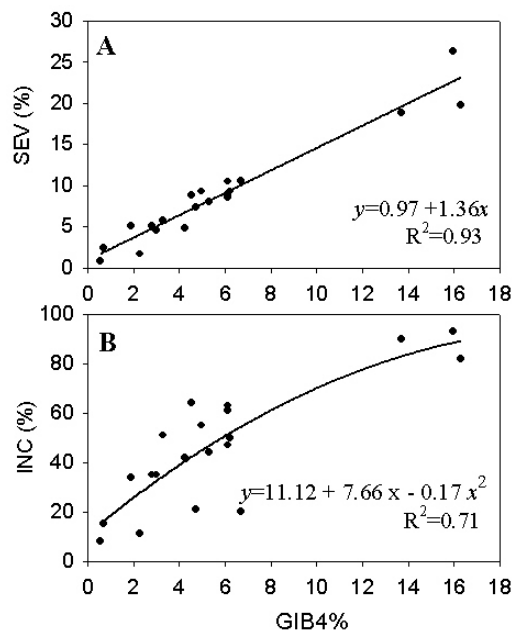 30
25
20
15
10
5
0
SEV (%)
A
y=0.97 +1.36x
R²=0.93
0 2 4 6 8 10 12 14 16 18
100
80
60
40
20
0
INC (%)
B
y=11.12 + 7.66 x - 0.17 x²
R²=0.71
0 2 4 6 8 10 12 14 16 18
GIB4%